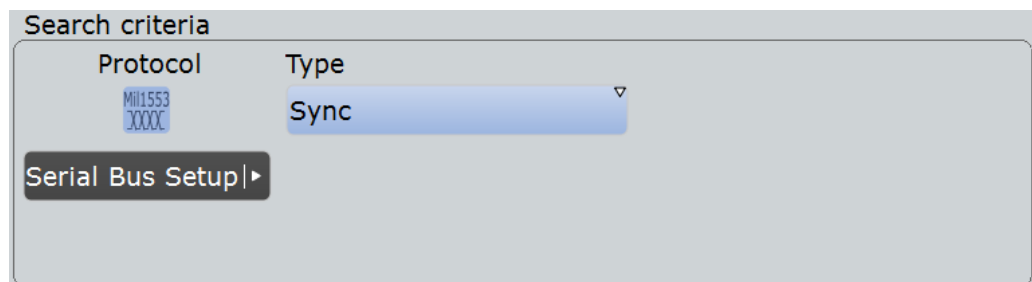 Search criteria
Protocol
Type
Mil1553
Sync
Serial Bus Setup